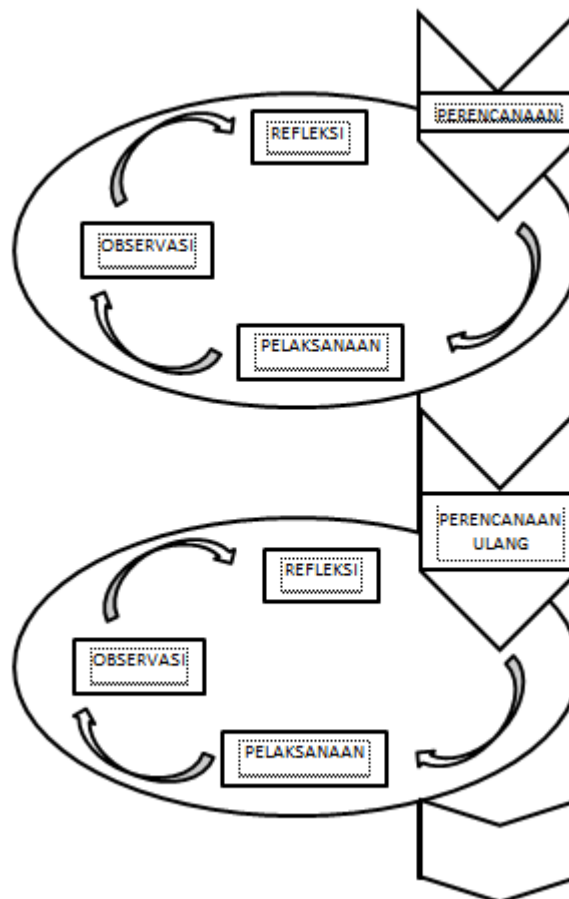 PERENCANAAN
REFLEKSI
OBSERVASI
PELAKSANAAN
PERENCANAAN
ULANG
REFLEKSI
OBSERVASI
PELAKSANAAN